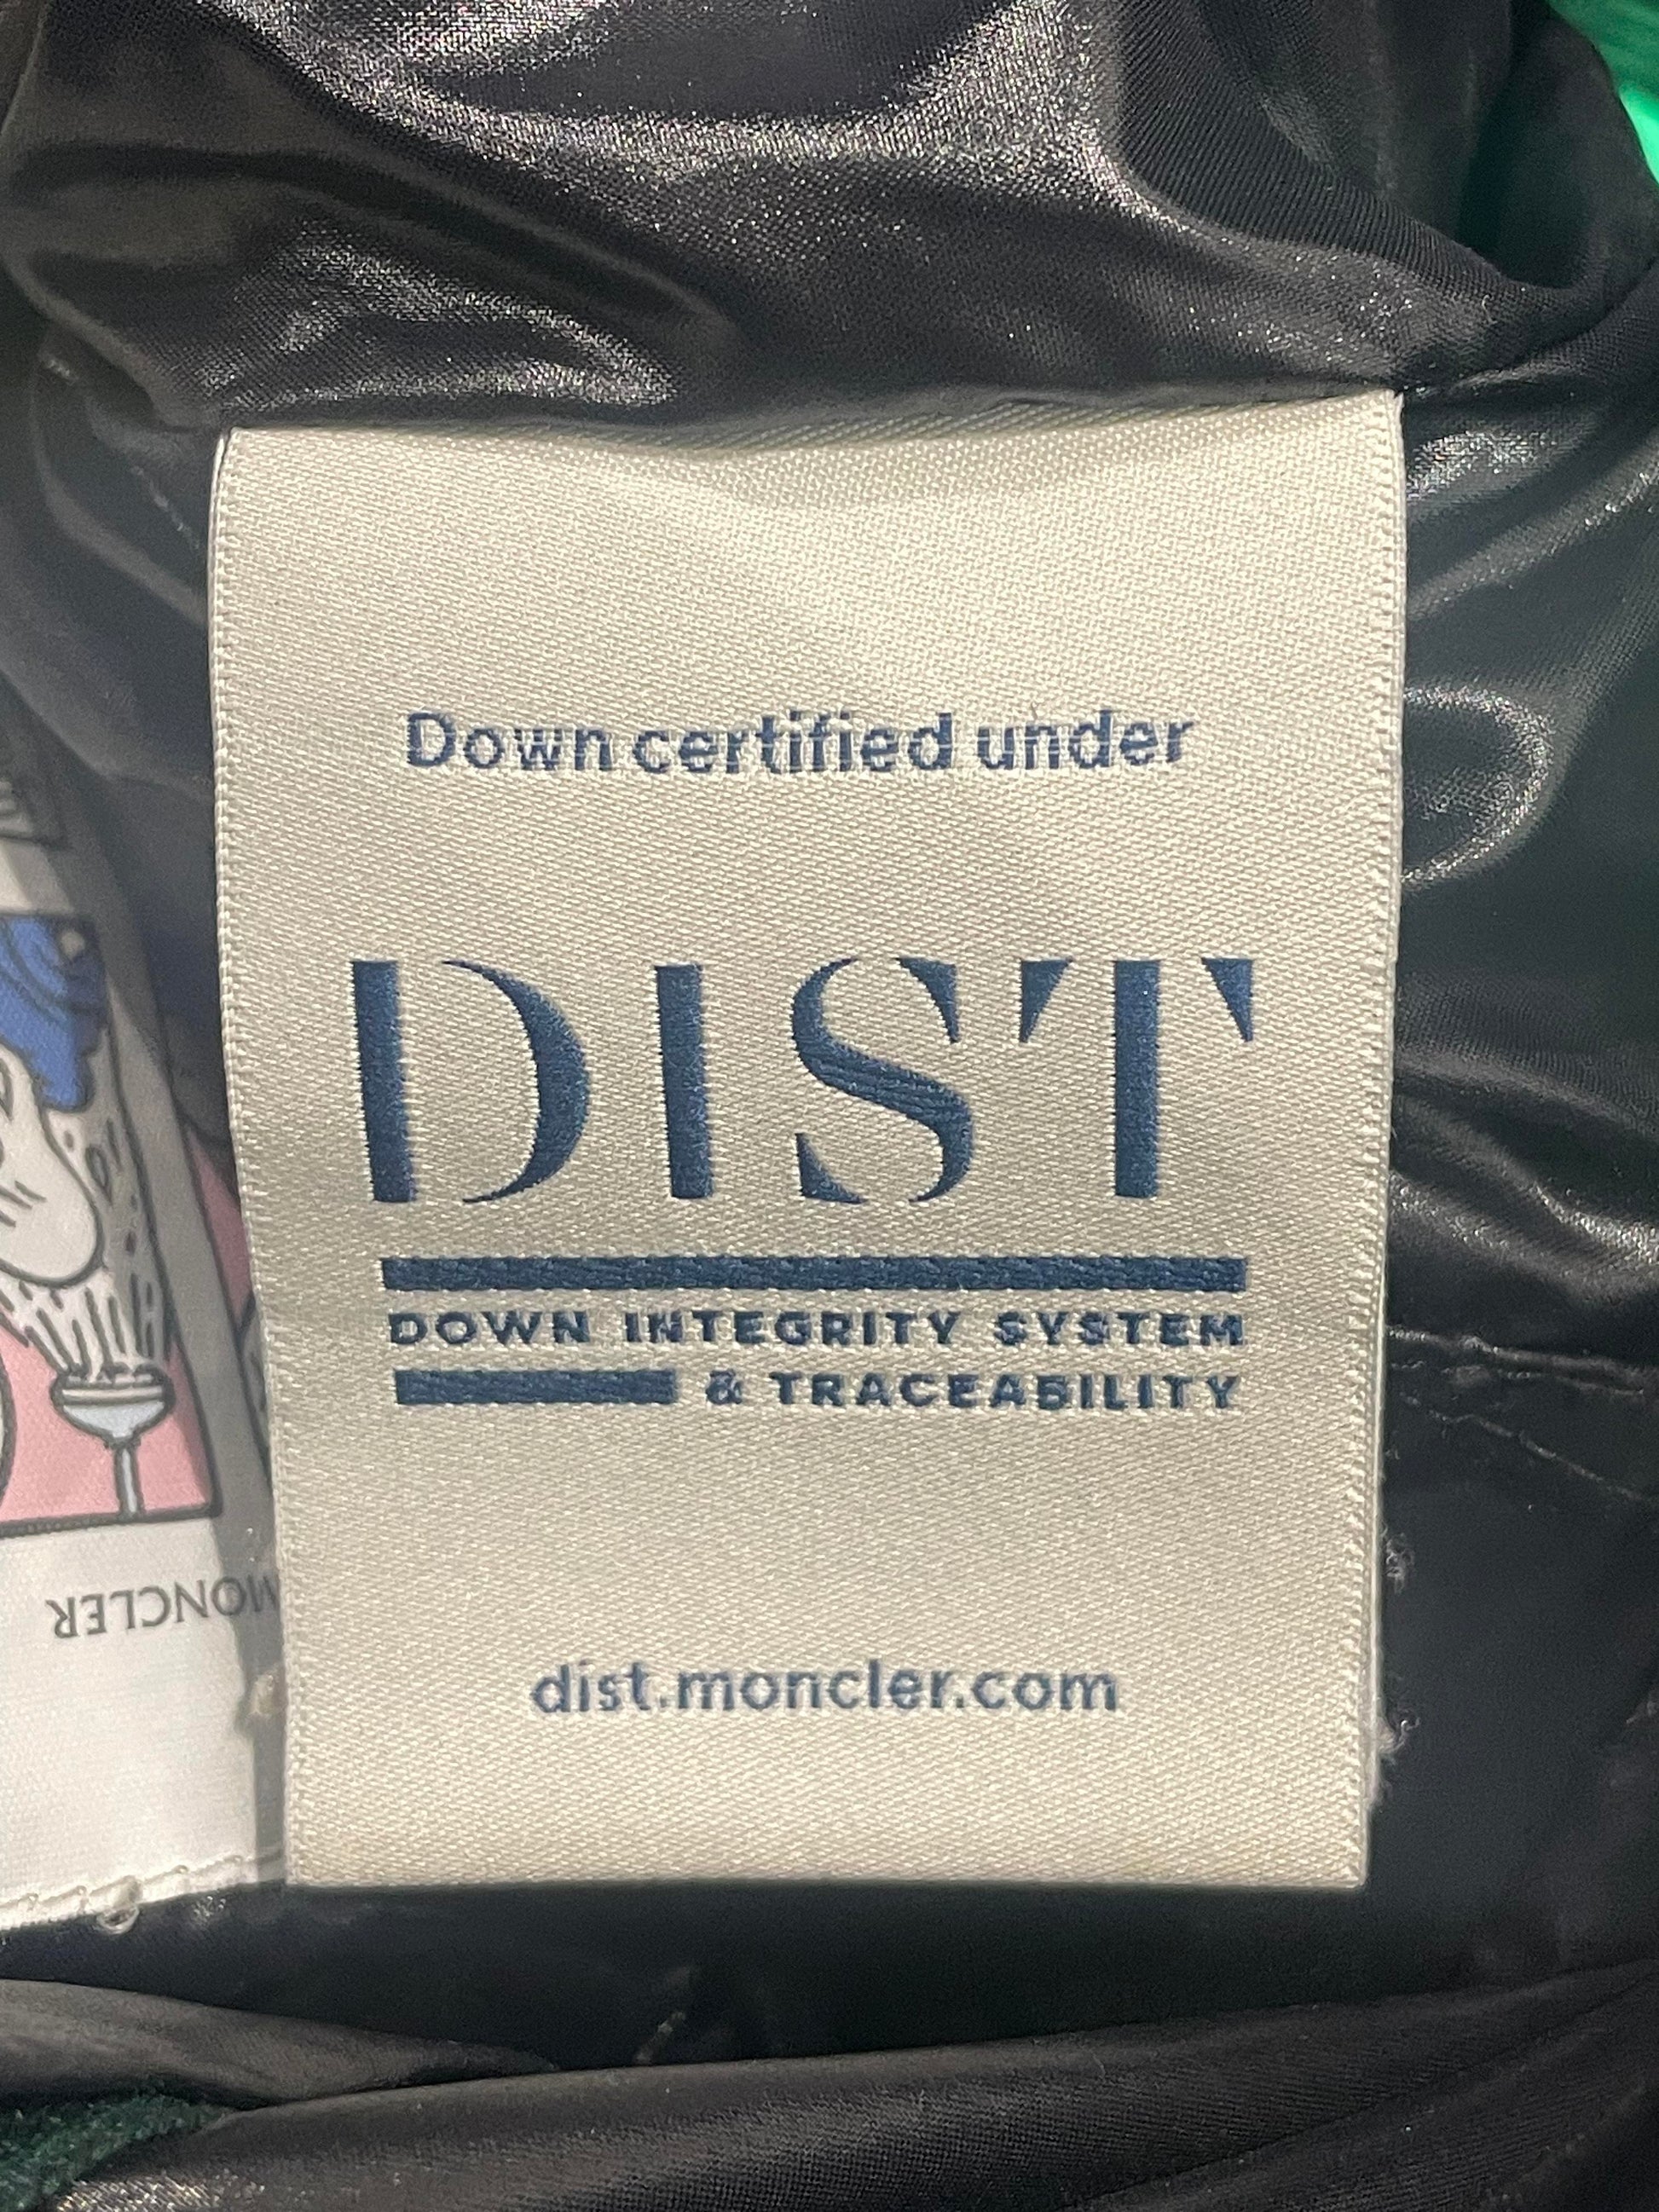 Down certified under
DIST
DOWN INTEGRITY SYSTEM
& TRACEABILITY
dist.moncler.com
MONCLER